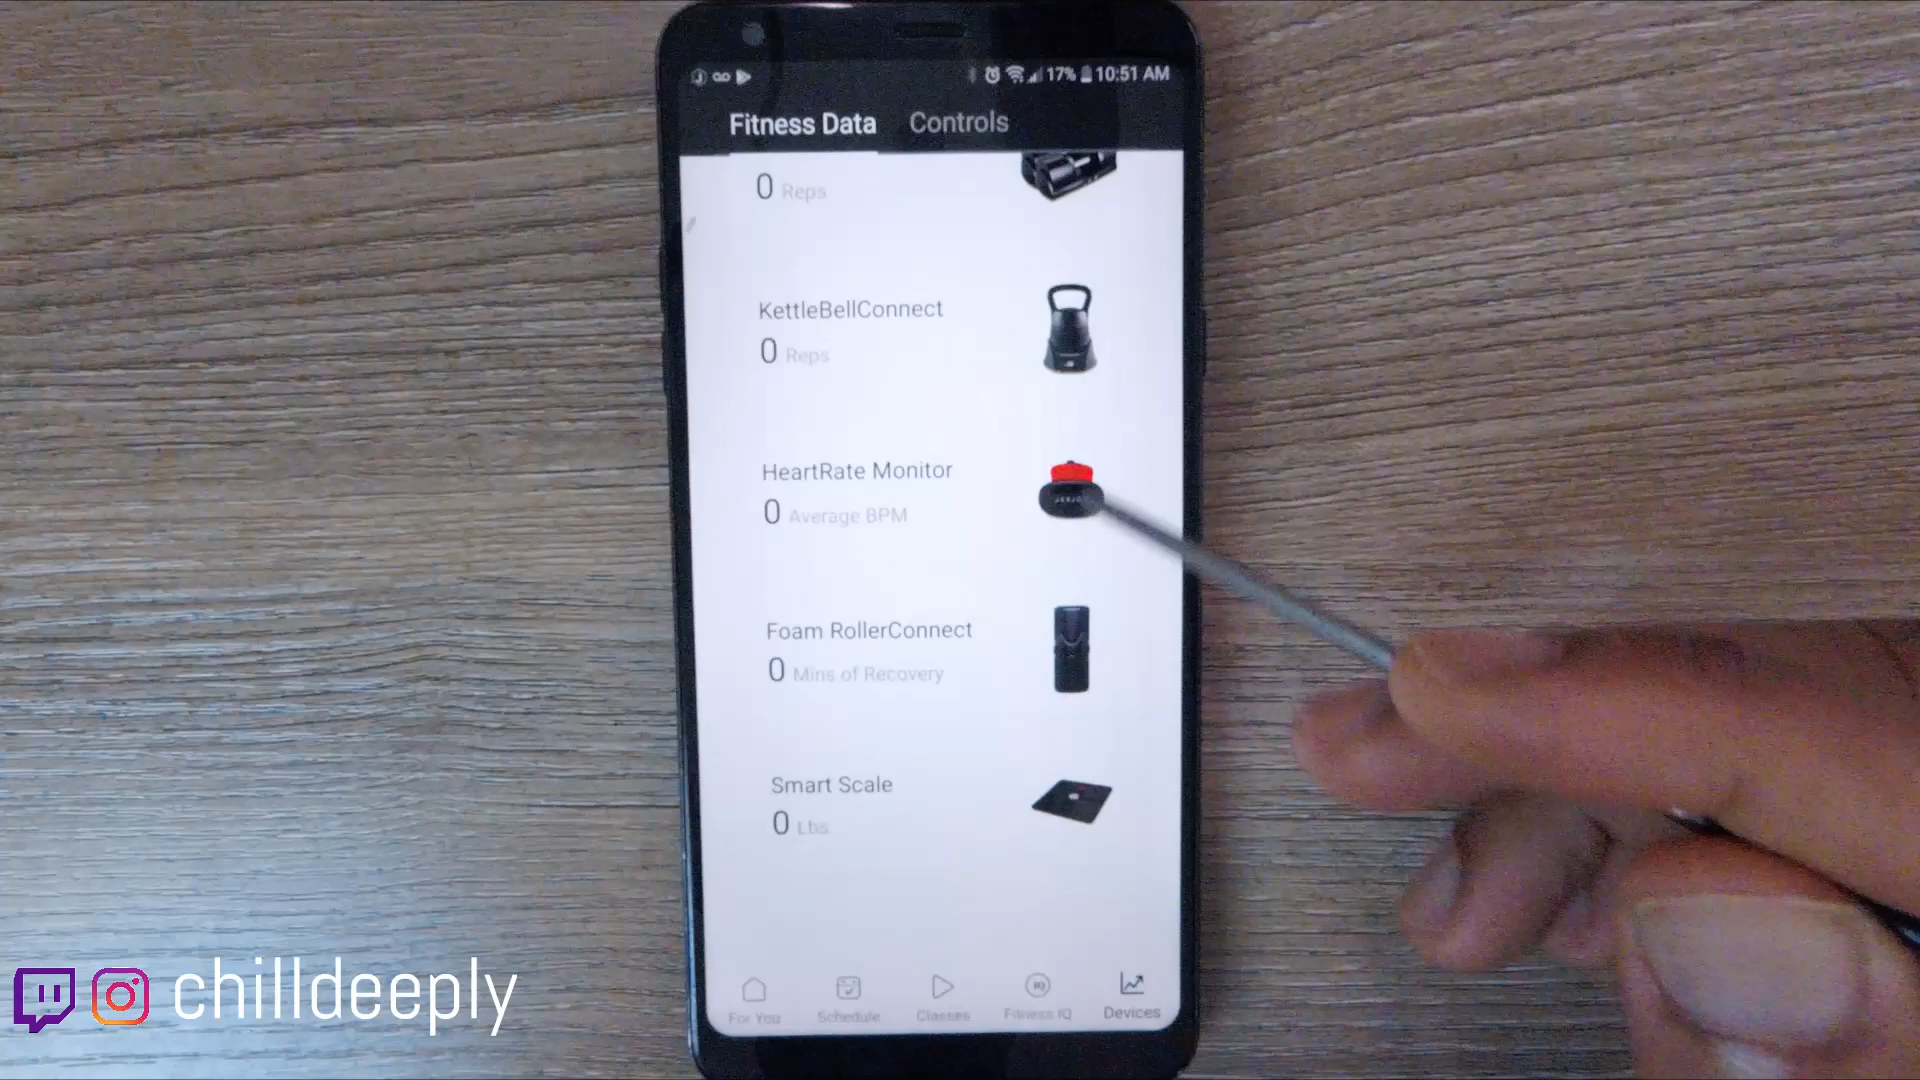 17% 10:51 AM
Fitness Data Controls
0 Reps
KettleBellConnect
0 Reps
HeartRate Monitor
0 Average BPM
Foam RollerConnect
0 Mins of Recovery
Smart Scale
0 Lbs
For You Schedule Classes Fitness IQ Devices
chilldeeply